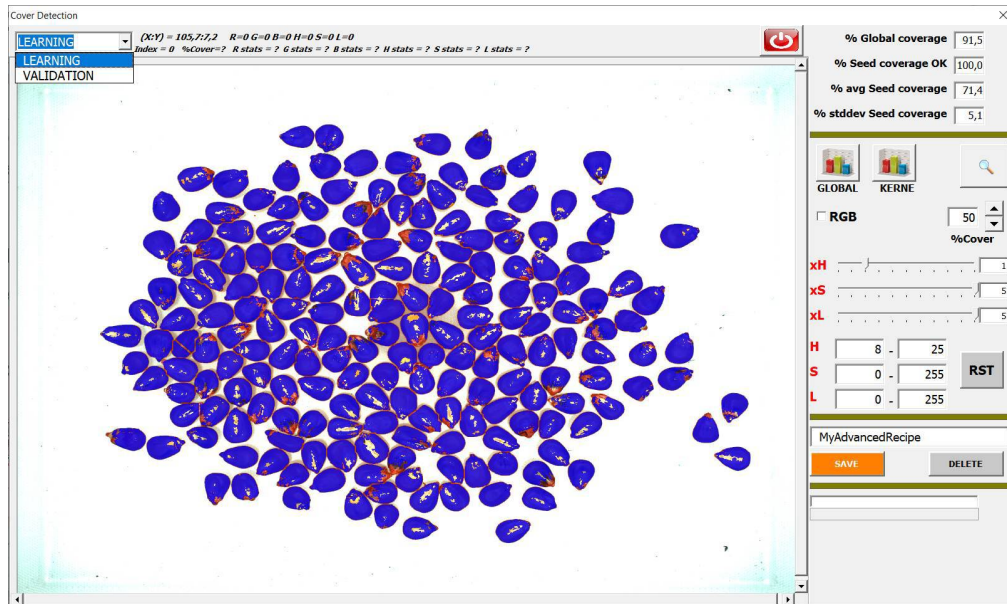 Cover Detection
LEARNING
(X:Y) = 105,7:7,2 R=0 G=0 B=0 H=0 S=0 L=0
Index = 0 %Cover=? R stats = ? G stats = ? B stats = ? H stats = ? S stats = ? L stats = ?
LEARNING
VALIDATION
% Global coverage 91,5
% Seed coverage OK 100,0
% avg Seed coverage 71,4
% stddev Seed coverage 5,1
GLOBAL KERNE
RGB 50
%Cover
xH 1
xS 5
xL 5
H 8 - 25
S 0 - 255
L 0 - 255
RST
MyAdvancedRecipe
SAVE DELETE